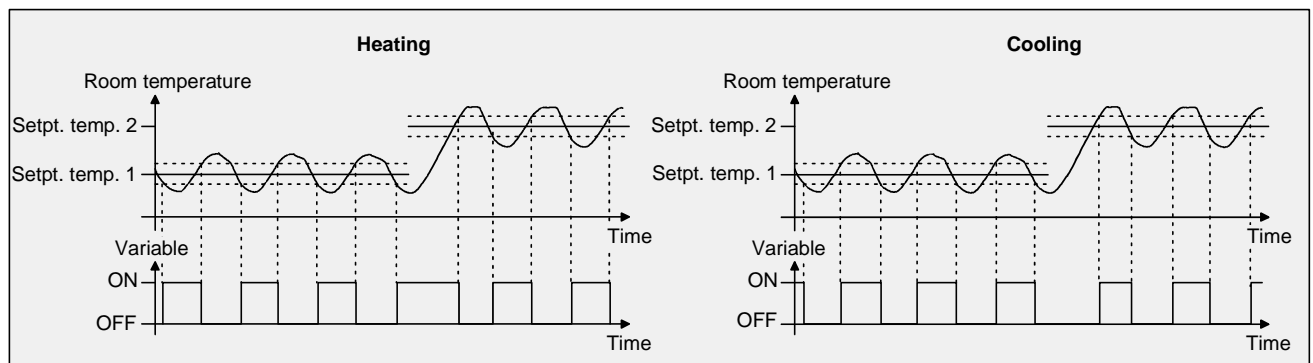 Heating
Room temperature
Setpt. temp. 2
Setpt. temp. 1
Time
Variable
ON
OFF
Time
Cooling
Room temperature
Setpt. temp. 2
Setpt. temp. 1
Time
Variable
ON
OFF
Time